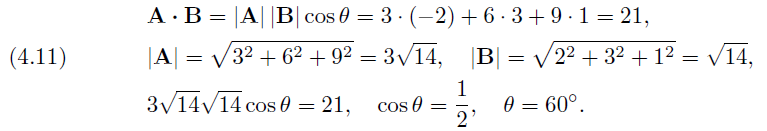 A · B = |A| |B| cos θ = 3 · (−2) + 6 · 3 + 9 · 1 = 21,
(4.11) |A| = √(3² + 6² + 9²) = 3√14, |B| = √(2² + 3² + 1²) = √14,
3√14√14 cos θ = 21, cos θ = 1/2, θ = 60°.